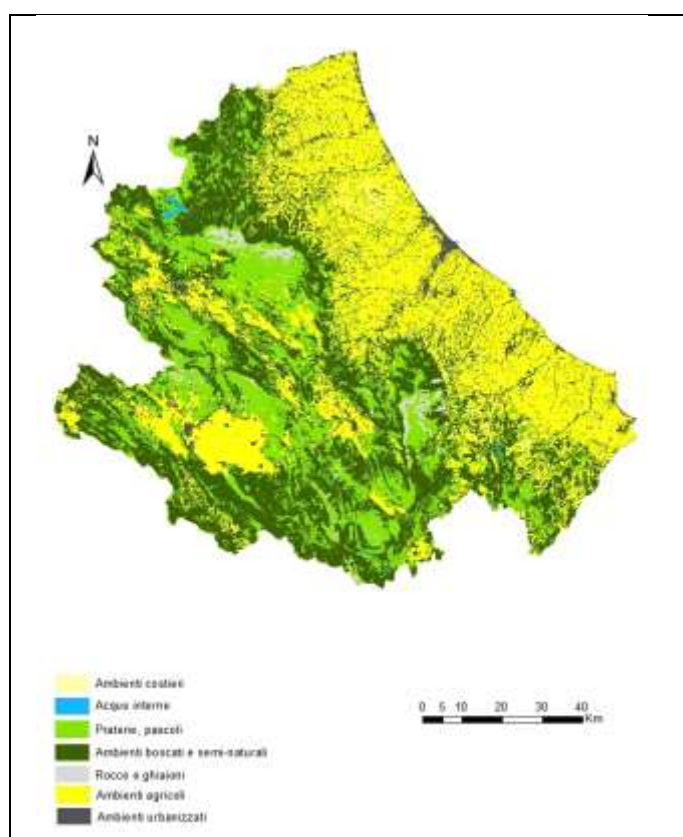 N
Ambienti costieri
Acque interne
Praterie, pascoli
Ambienti boscati e semi-naturali
Rocce e ghiaioni
Ambienti agricoli
Ambienti urbanizzati
0 5 10 20 30 40
Km